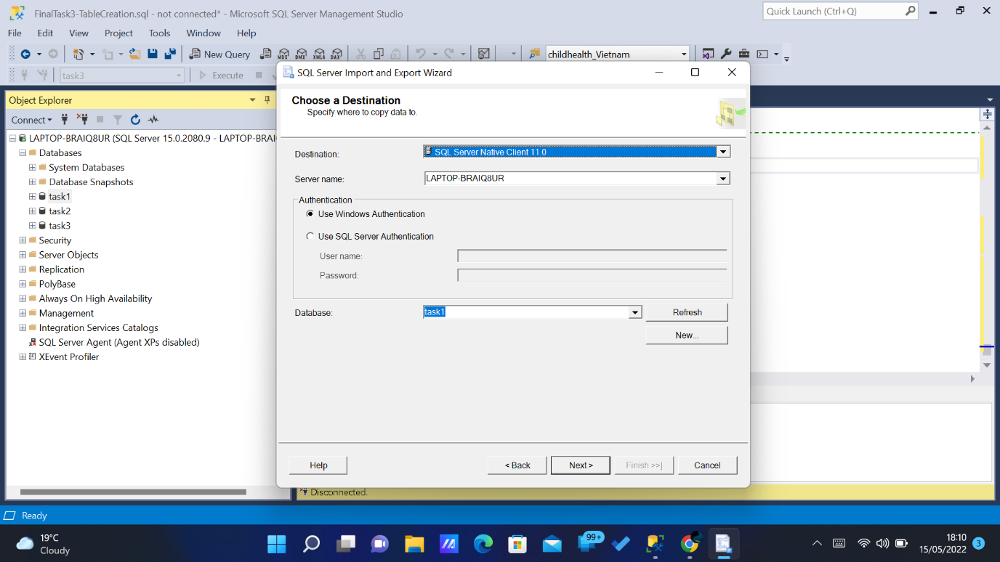 FinalTask3-TableCreation.sql - not connected* - Microsoft SQL Server Management Studio
Quick Launch (Ctrl+Q)
File Edit View Project Tools Window Help
New Query MDX DMX XMLA DAX childhealth_Vietnam
task3 Execute
SQL Server Import and Export Wizard
Object Explorer
Connect
LAPTOP-BRAIQ8UR (SQL Server 15.0.2080.9 - LAPTOP-BRAI
Databases
System Databases
Database Snapshots
task1
task2
task3
Security
Server Objects
Replication
PolyBase
Always On High Availability
Management
Integration Services Catalogs
SQL Server Agent (Agent XPs disabled)
XEvent Profiler
Choose a Destination
Specify where to copy data to.
Destination: SQL Server Native Client 11.0
Server name: LAPTOP-BRAIQ8UR
Authentication
Use Windows Authentication
Use SQL Server Authentication
User name:
Password:
Database: task1 Refresh
New...
Help < Back Next > Finish >>| Cancel
Disconnected.
Ready
19°C
Cloudy
99+
18:10
15/05/2022
3